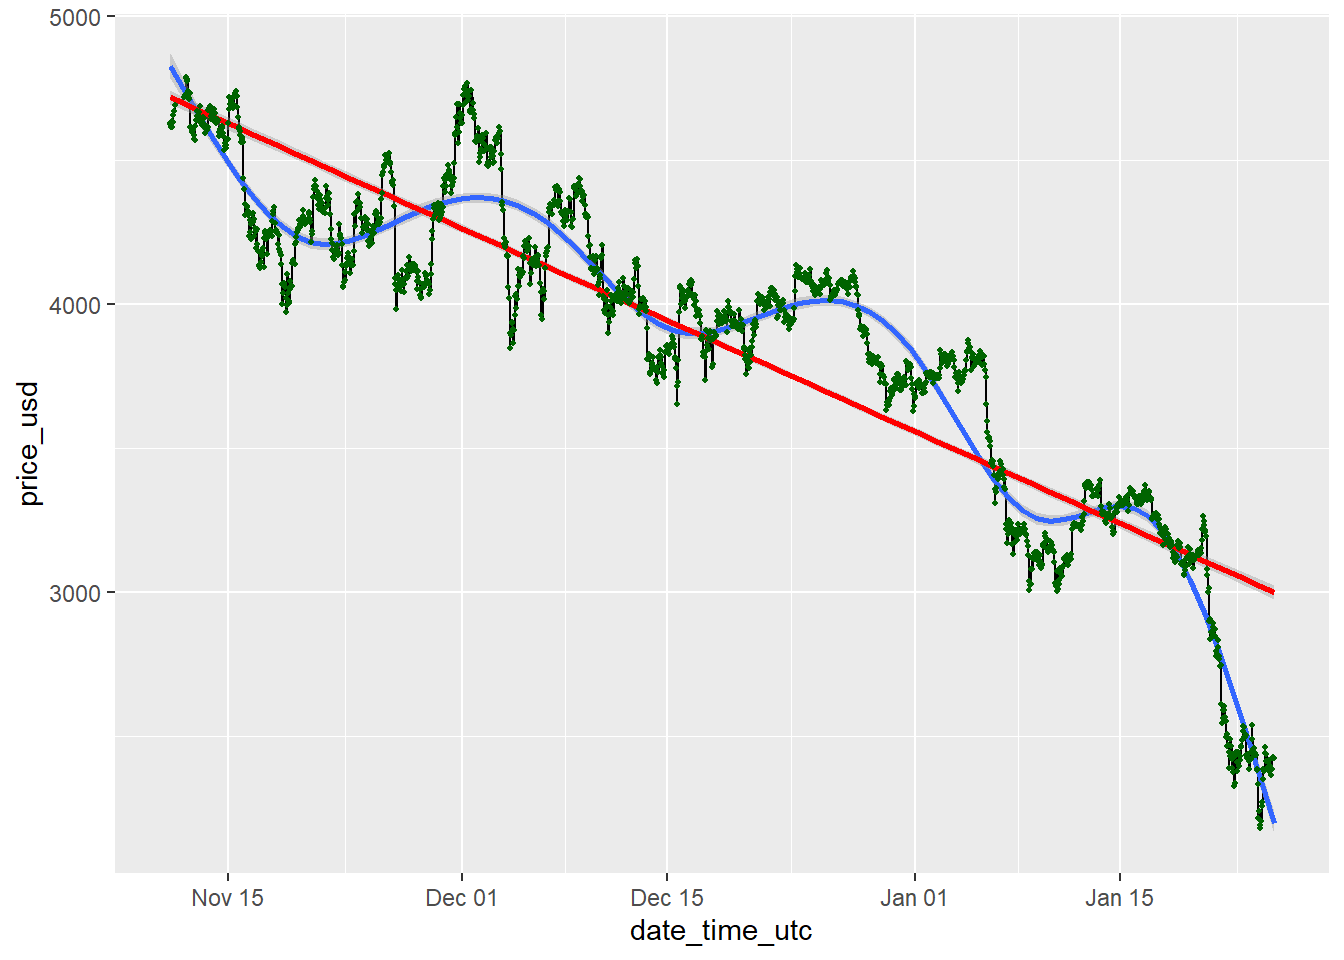 5000
4000
3000
price_usd
Nov 15
Dec 01
Dec 15
Jan 01
Jan 15
date_time_utc